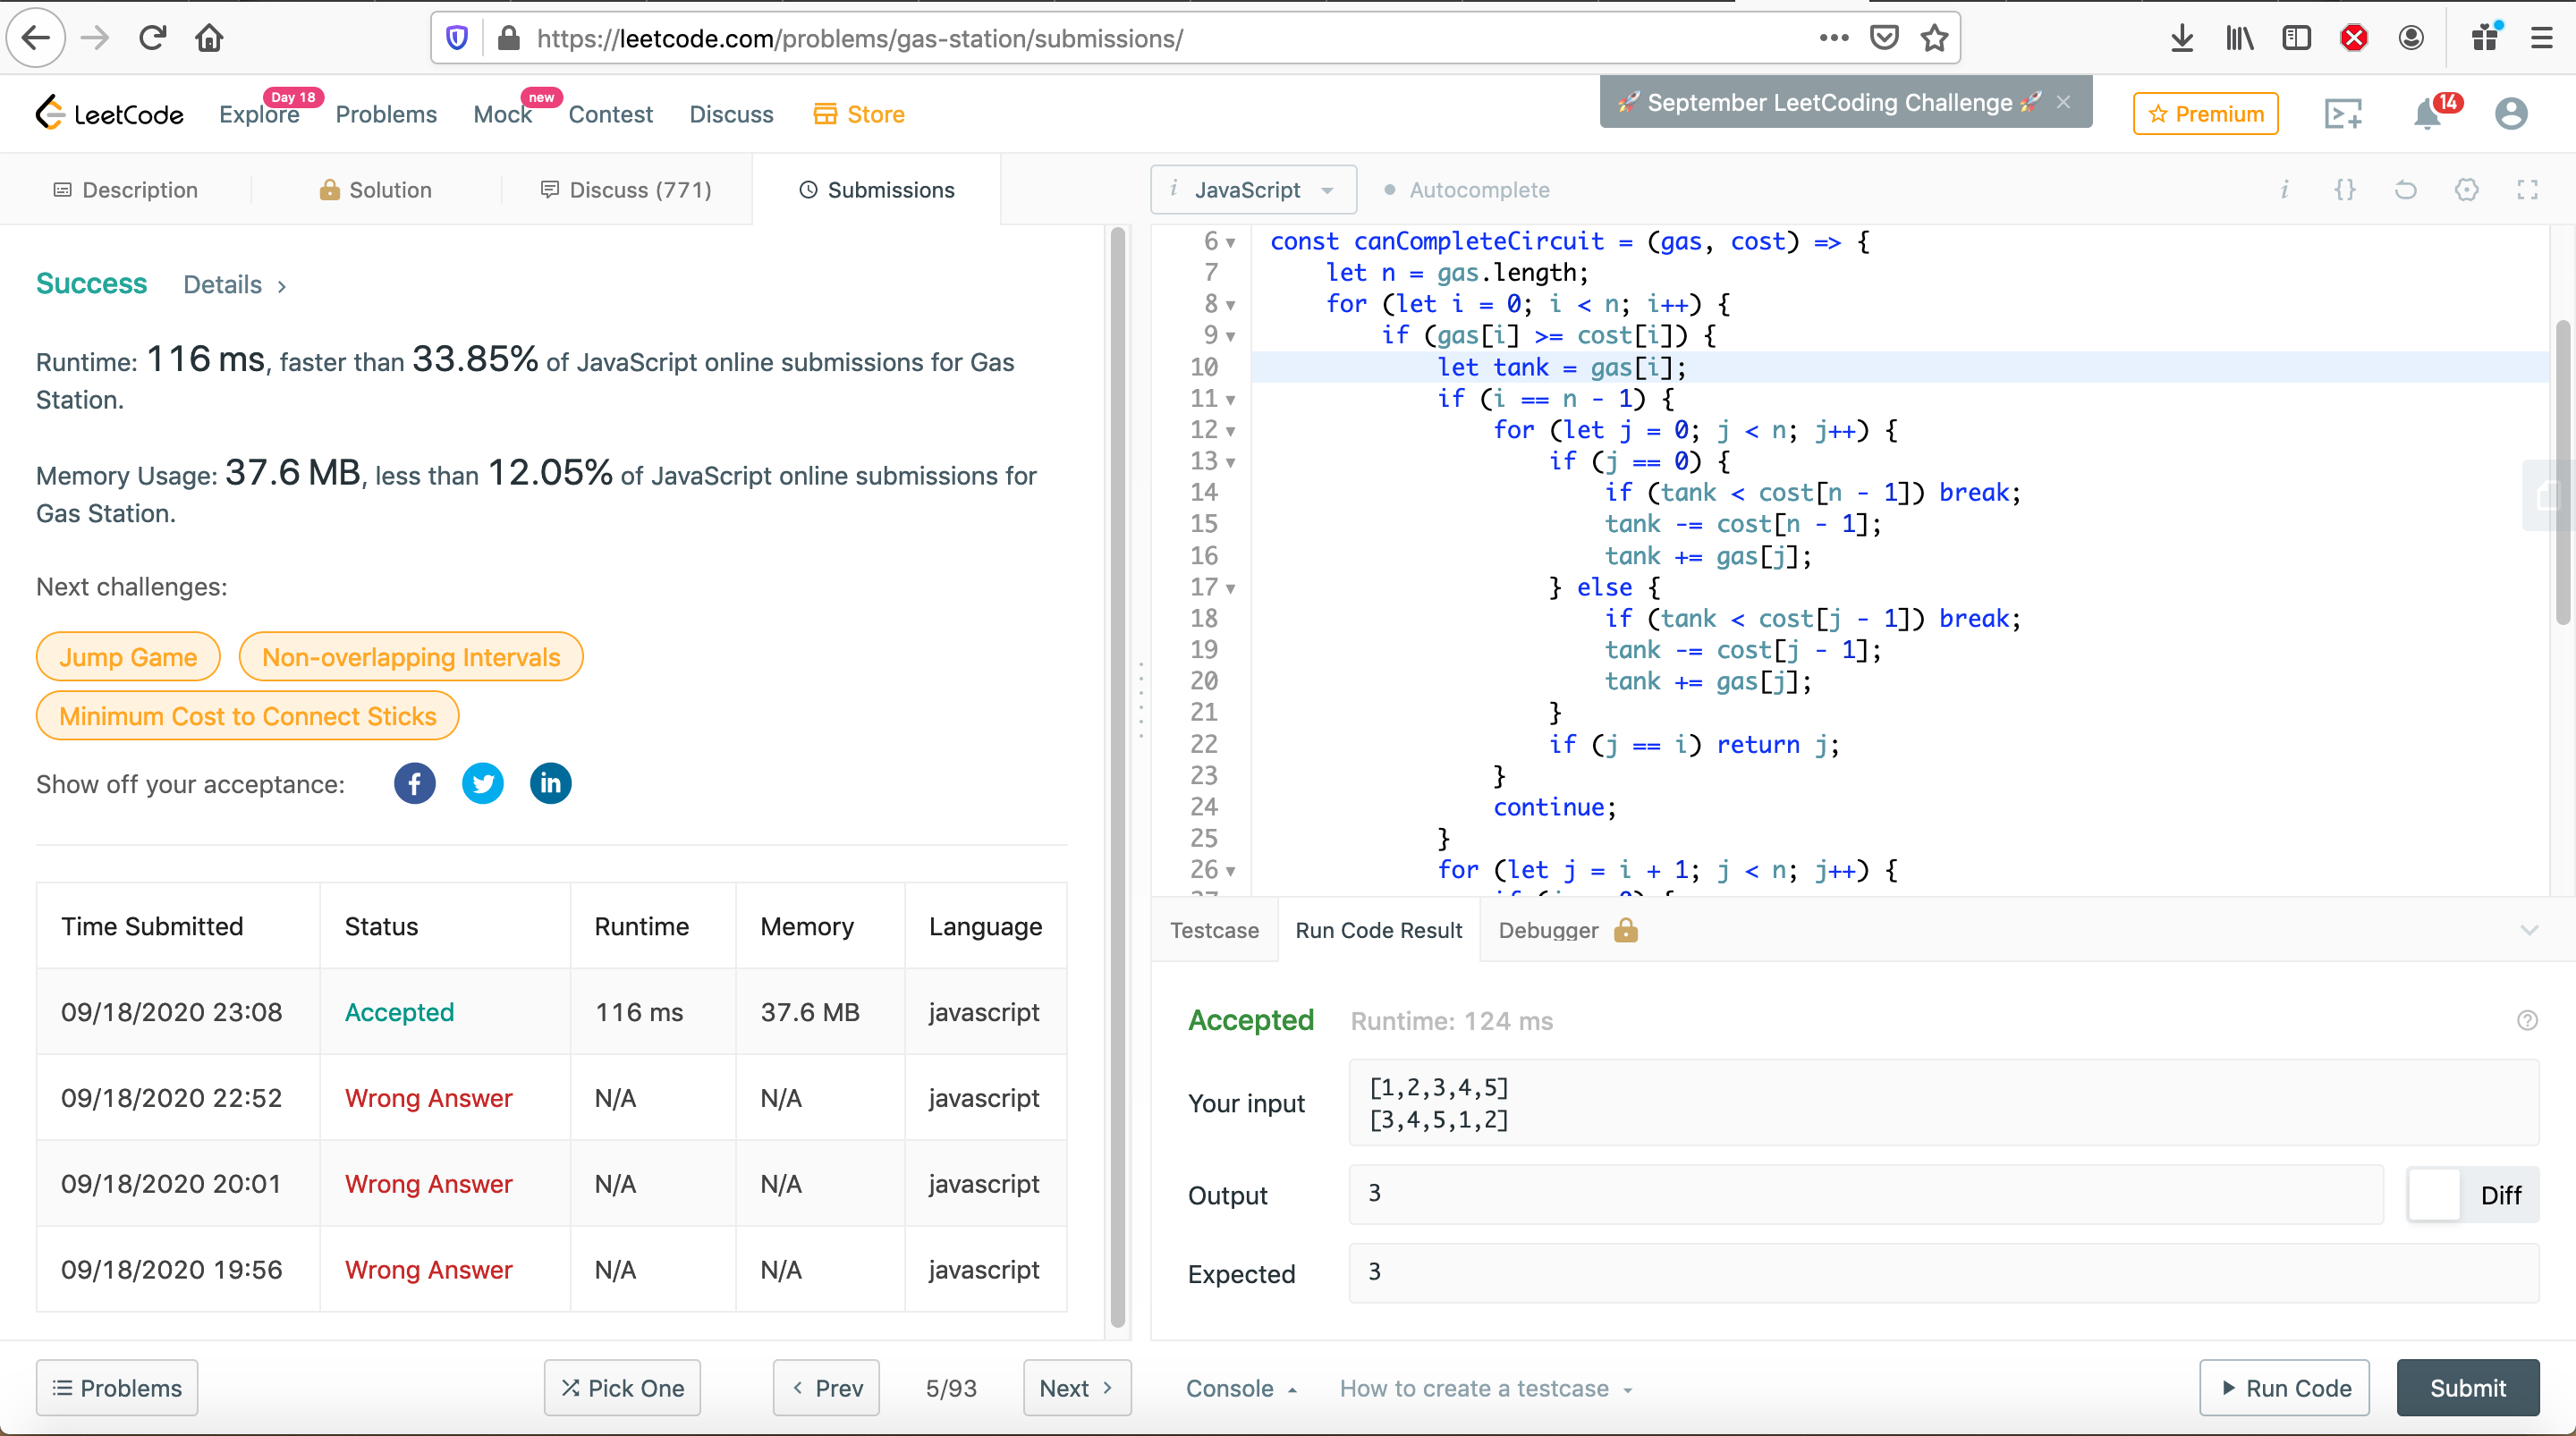 https://leetcode.com/problems/gas-station/submissions/
LeetCode
Explore
Day 18
Problems
Mock
new
Contest
Discuss
Store
🚀 September LeetCoding Challenge 🚀 ×
Premium
14
Description
Solution
Discuss (771)
Submissions
i JavaScript
Autocomplete
i {}
Success Details >
Runtime: 116 ms, faster than 33.85% of JavaScript online submissions for Gas
Station.
Memory Usage: 37.6 MB, less than 12.05% of JavaScript online submissions for
Gas Station.
Next challenges:
Jump Game
Non-overlapping Intervals
Minimum Cost to Connect Sticks
Show off your acceptance:
f
in
Time Submitted Status Runtime Memory Language
09/18/2020 23:08 Accepted 116 ms 37.6 MB javascript
09/18/2020 22:52 Wrong Answer N/A N/A javascript
09/18/2020 20:01 Wrong Answer N/A N/A javascript
09/18/2020 19:56 Wrong Answer N/A N/A javascript
6 const canCompleteCircuit = (gas, cost) => {
7 let n = gas.length;
8 for (let i = 0; i < n; i++) {
9 if (gas[i] >= cost[i]) {
10 let tank = gas[i];
11 if (i == n - 1) {
12 for (let j = 0; j < n; j++) {
13 if (j == 0) {
14 if (tank < cost[n - 1]) break;
15 tank -= cost[n - 1];
16 tank += gas[j];
17 } else {
18 if (tank < cost[j - 1]) break;
19 tank -= cost[j - 1];
20 tank += gas[j];
21 }
22 if (j == i) return j;
23 }
24 continue;
25 }
26 for (let j = i + 1; j < n; j++) {
Testcase
Run Code Result
Debugger
Accepted Runtime: 124 ms
Your input
[1,2,3,4,5]
[3,4,5,1,2]
Output
3
Diff
Expected
3
Problems
Pick One
< Prev
5/93
Next >
Console
How to create a testcase
Run Code
Submit